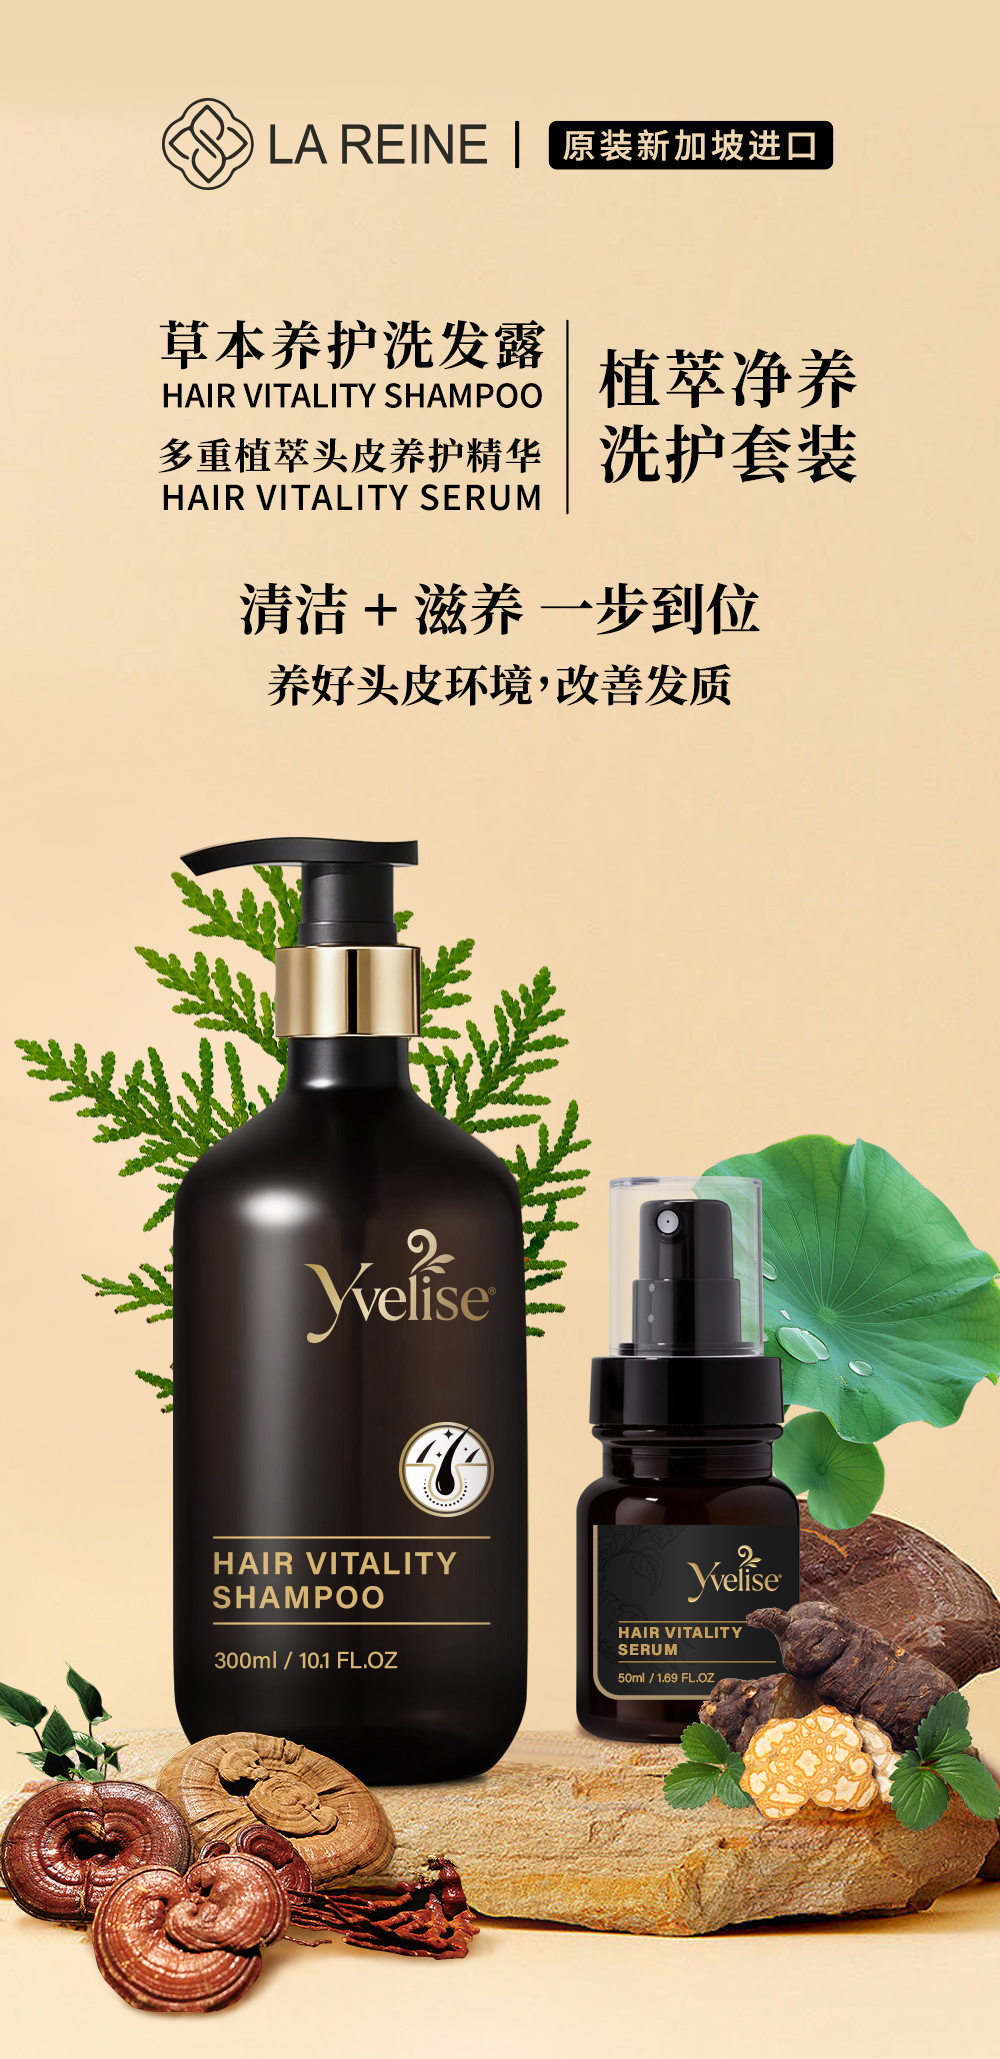 LA REINE | 原装新加坡进口
草本养护洗发露
HAIR VITALITY SHAMPOO
多重植萃头皮养护精华
HAIR VITALITY SERUM
植萃净养
洗护套装
清洁 + 滋养 一步到位
养好头皮环境,改善发质
Yvelise®
HAIR VITALITY
SHAMPOO
300ml / 10.1 FL.OZ
Yvelise®
HAIR VITALITY
SERUM
50ml / 1.69 FL.OZ